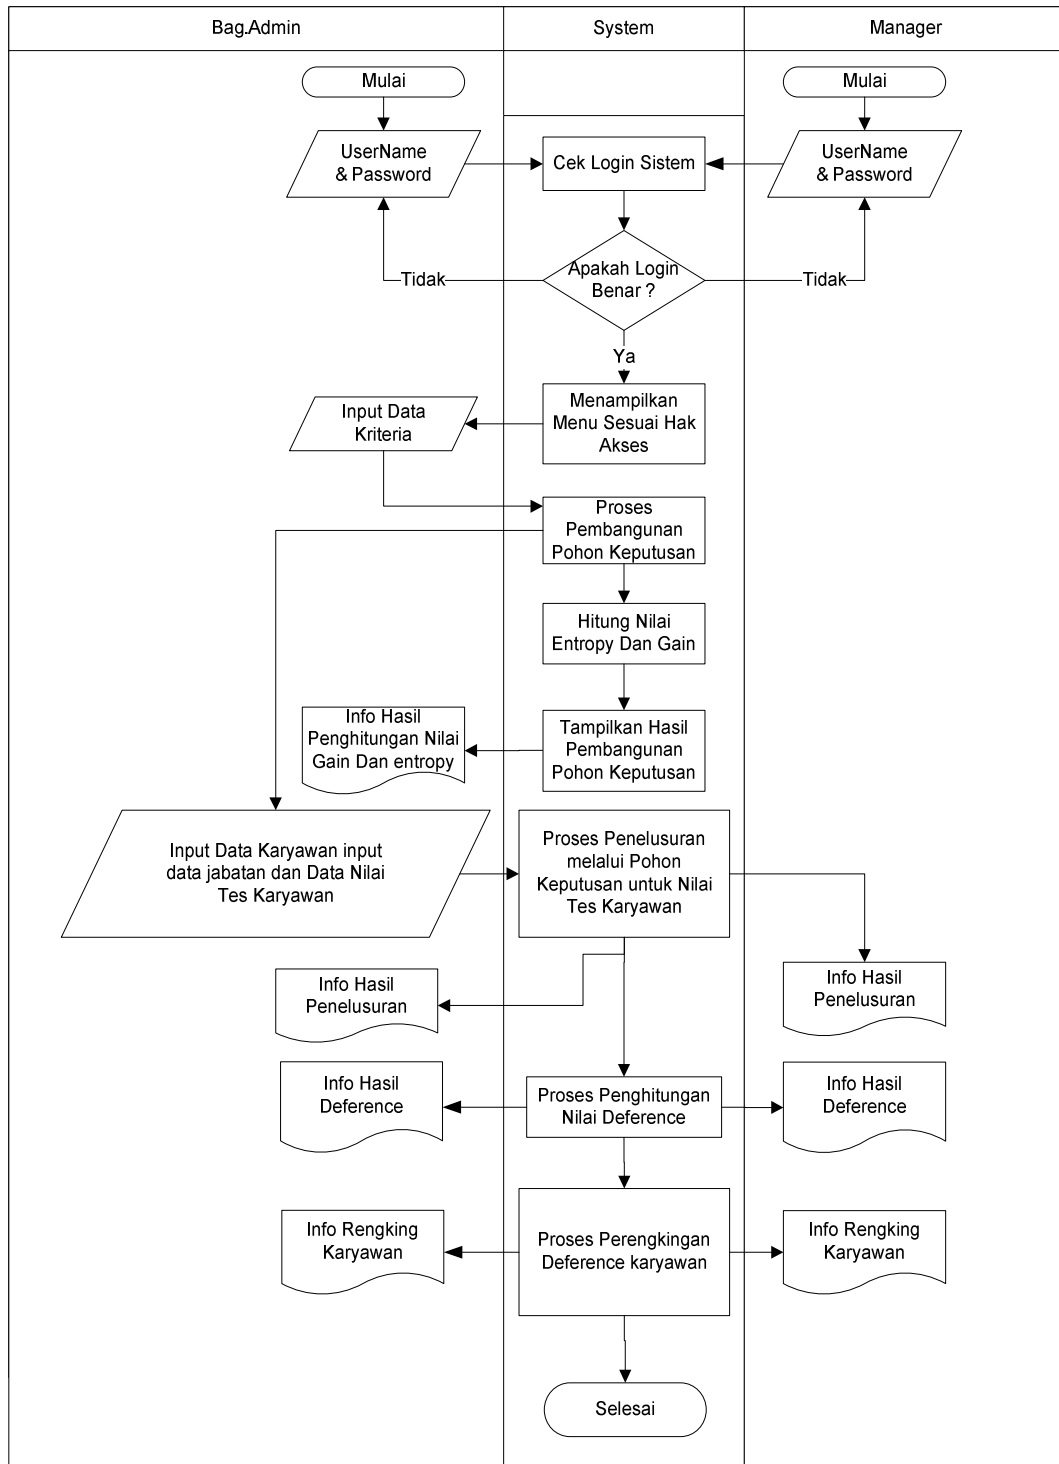 Bag.Admin
System
Manager
Mulai
Mulai
UserName
& Password
Cek Login Sistem
UserName
& Password
Apakah Login
Benar ?
Tidak
Tidak
Ya
Menampilkan
Menu Sesuai Hak
Akses
Input Data
Kriteria
Proses
Pembangunan
Pohon Keputusan
Hitung Nilai
Entropy Dan Gain
Tampilkan Hasil
Pembangunan
Pohon Keputusan
Info Hasil
Penghitungan Nilai
Gain Dan entropy
Input Data Karyawan input
data jabatan dan Data Nilai
Tes Karyawan
Proses Penelusuran
melalui Pohon
Keputusan untuk Nilai
Tes Karyawan
Info Hasil
Penelusuran
Info Hasil
Penelusuran
Info Hasil
Deference
Proses Penghitungan
Nilai Deference
Info Hasil
Deference
Info Rengking
Karyawan
Proses Perengkingan
Deference karyawan
Info Rengking
Karyawan
Selesai